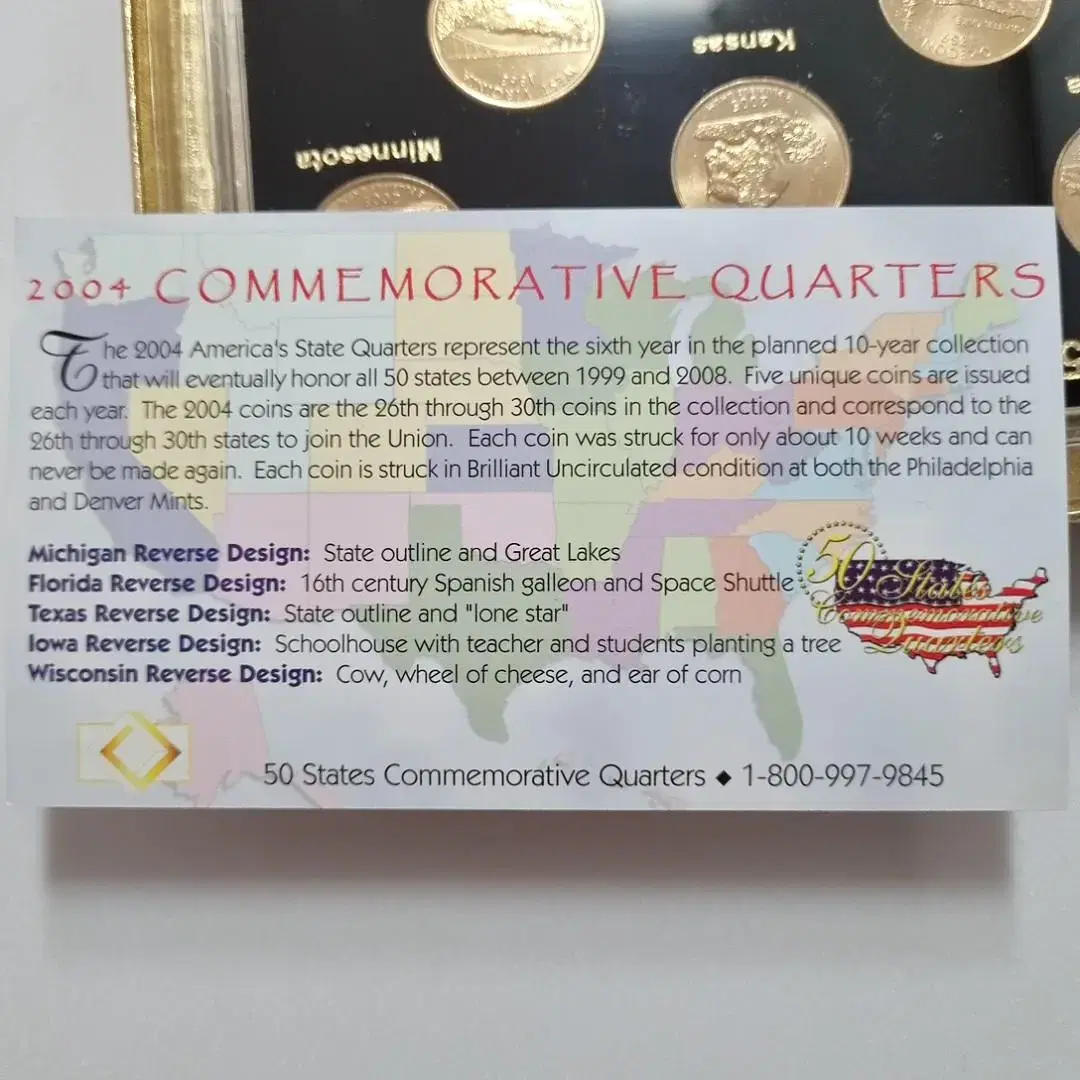 Kansas
2005
Minnesota
2004 COMMEMORATIVE QUARTERS
The 2004 America's State Quarters represent the sixth year in the planned 10-year collection
that will eventually honor all 50 states between 1999 and 2008. Five unique coins are issued
each year. The 2004 coins are the 26th through 30th coins in the collection and correspond to the
26th through 30th states to join the Union. Each coin was struck for only about 10 weeks and can
never be made again. Each coin is struck in Brilliant Uncirculated condition at both the Philadelphia
and Denver Mints.
Michigan Reverse Design: State outline and Great Lakes
Florida Reverse Design: 16th century Spanish galleon and Space Shuttle
Texas Reverse Design: State outline and "lone star"
Iowa Reverse Design: Schoolhouse with teacher and students planting a tree
Wisconsin Reverse Design: Cow, wheel of cheese, and ear of corn
50 States
Commemorative
Quarters
50 States Commemorative Quarters ◆ 1-800-997-9845